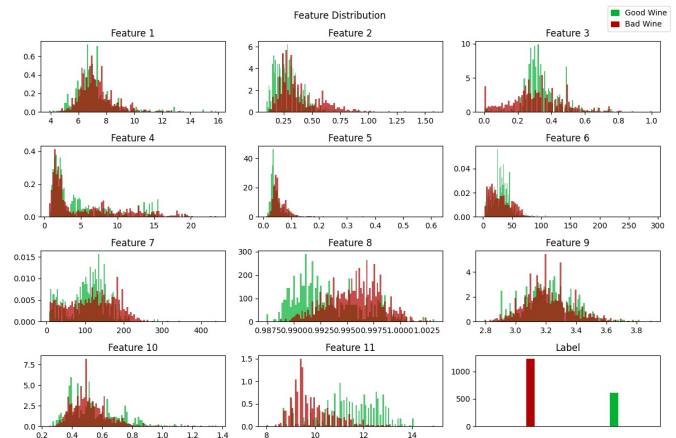 Feature Distribution
Good Wine
Bad Wine
Feature 1
0.6
0.4
0.2
0.0
4 6 8 10 12 14 16
Feature 2
6
4
2
0
0.25 0.50 0.75 1.00 1.25 1.50
Feature 3
10
5
0
0.0 0.2 0.4 0.6 0.8 1.0
Feature 4
0.4
0.2
0.0
0 5 10 15 20
Feature 5
40
20
0
0.0 0.1 0.2 0.3 0.4 0.5 0.6
Feature 6
0.04
0.02
0.00
0 50 100 150 200 250 300
Feature 7
0.015
0.010
0.005
0.000
0 100 200 300 400
Feature 8
300
200
100
0
0.98750.99000.99250.99500.99751.00001.0025
Feature 9
4
2
0
2.8 3.0 3.2 3.4 3.6 3.8
Feature 10
7.5
5.0
2.5
0.0
0.2 0.4 0.6 0.8 1.0 1.2 1.4
Feature 11
1.5
1.0
0.5
0.0
8 10 12 14
Label
1000
500
0